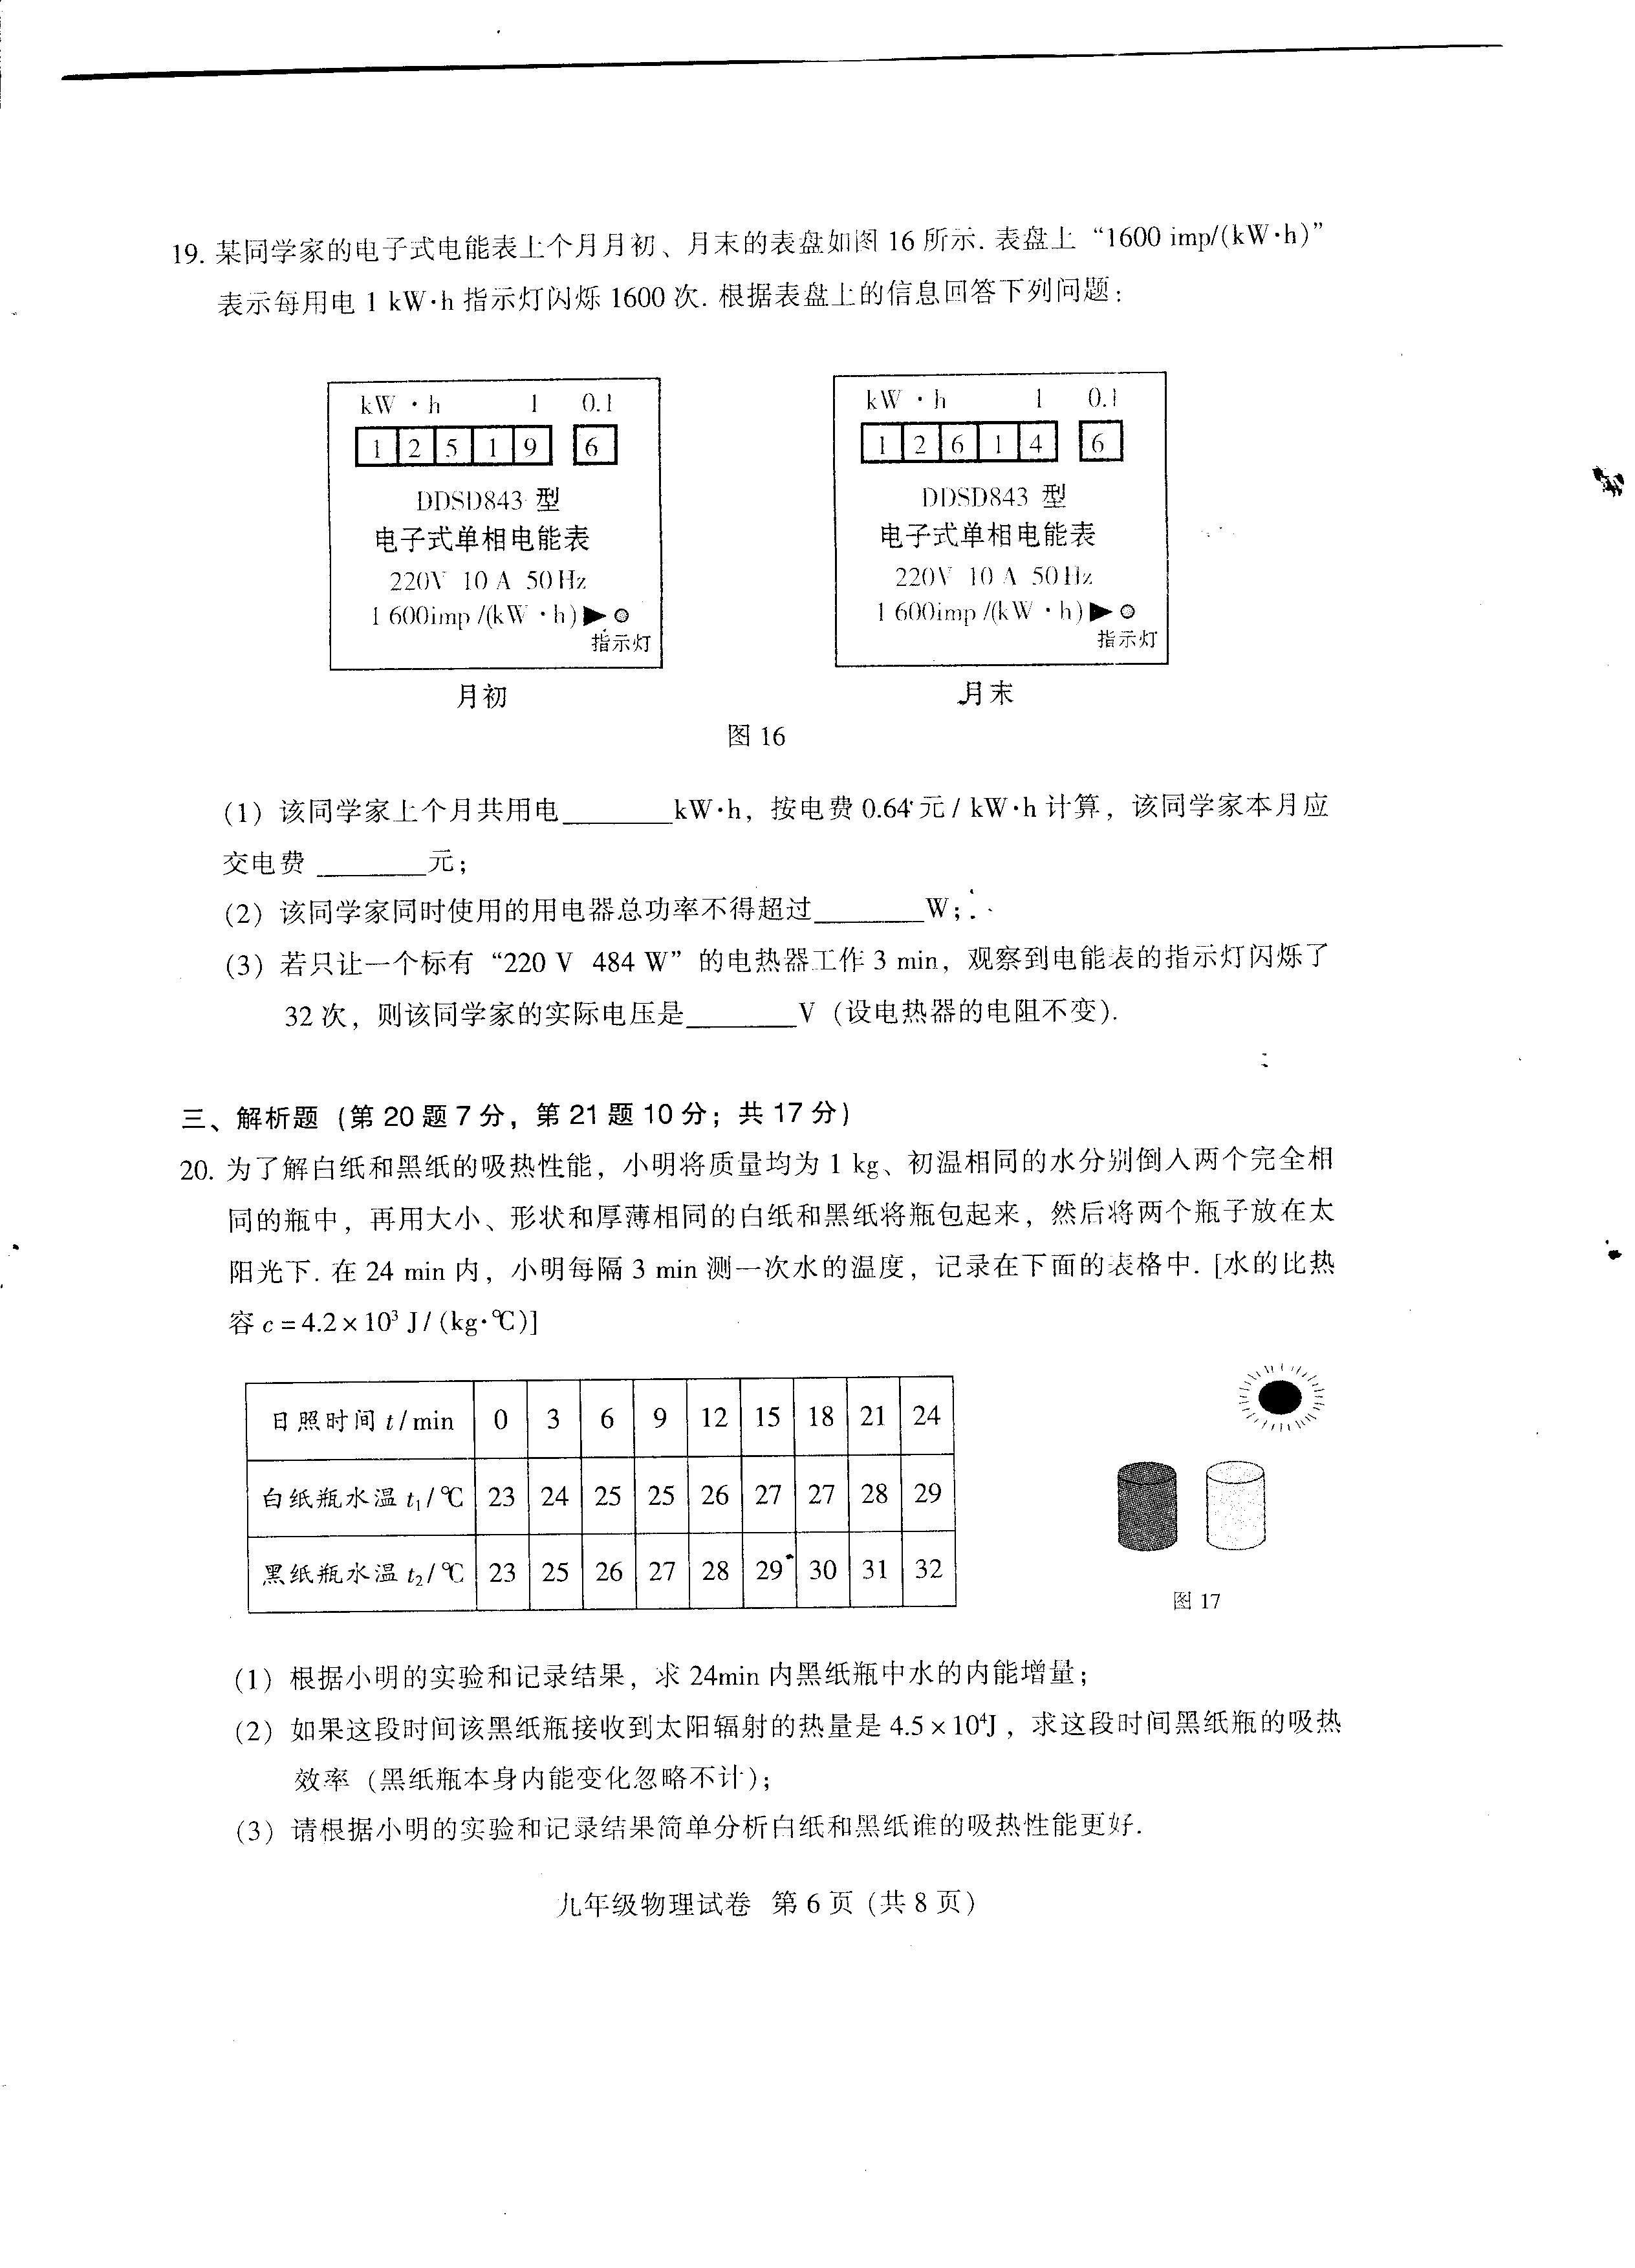 19. 某同学家的电子式电能表上个月月初、月末的表盘如图 16 所示. 表盘上 “1600 imp/(kW·h)”
表示每用电 1 kW·h 指示灯闪烁 1600 次. 根据表盘上的信息回答下列问题：
kW · h 1 0.1
1 2 5 1 9 6
DDSD843 型
电子式单相电能表
220V 10 A 50Hz
1 600imp /(kW · h)
指示灯
月初
kW · h 1 0.1
1 2 6 1 4 6
DDSD843 型
电子式单相电能表
220V 10 A 50Hz
1 600imp /(kW · h)
指示灯
月末
图 16
(1) 该同学家上个月共用电________kW·h，按电费 0.64 元 / kW·h 计算，该同学家本月应
交电费 ________元；
(2) 该同学家同时使用的用电器总功率不得超过________W；
(3) 若只让一个标有 “220 V 484 W” 的电热器工作 3 min，观察到电能表的指示灯闪烁了
32 次，则该同学家的实际电压是________V（设电热器的电阻不变）.
三、解析题（第 20 题 7 分，第 21 题 10 分；共 17 分）
20. 为了解白纸和黑纸的吸热性能，小明将质量均为 1 kg、初温相同的水分别倒入两个完全相
同的瓶中，再用大小、形状和厚薄相同的白纸和黑纸将瓶包起来，然后将两个瓶子放在太
阳光下. 在 24 min 内，小明每隔 3 min 测一次水的温度，记录在下面的表格中. [水的比热
容 c = 4.2 × 10³ J / (kg·℃)]
日照时间 t / min 0 3 6 9 12 15 18 21 24
白纸瓶水温 t₁ / ℃ 23 24 25 25 26 27 27 28 29
黑纸瓶水温 t₂ / ℃ 23 25 26 27 28 29 30 31 32
图 17
(1) 根据小明的实验和记录结果，求 24min 内黑纸瓶中水的内能增量；
(2) 如果这段时间该黑纸瓶接收到太阳辐射的热量是 4.5 × 10⁴J，求这段时间黑纸瓶的吸热
效率（黑纸瓶本身内能变化忽略不计）；
(3) 请根据小明的实验和记录结果简单分析白纸和黑纸谁的吸热性能更好.
九年级物理试卷 第 6 页（共 8 页）